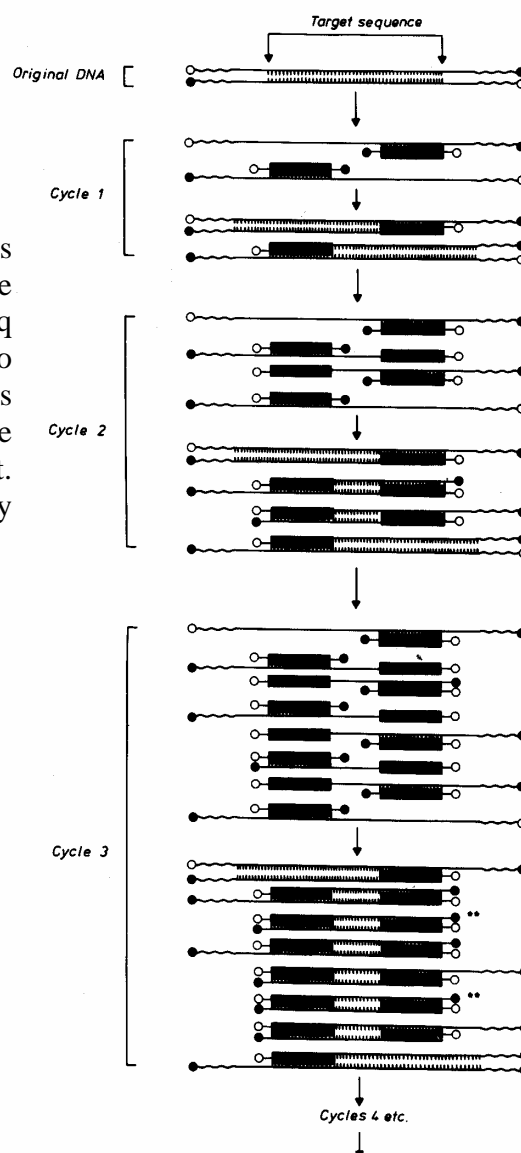 Target sequence
Original DNA
Cycle 1
s
e
q
o
s
e
t.
y
Cycle 2
Cycle 3
**
**
Cycles 4 etc.